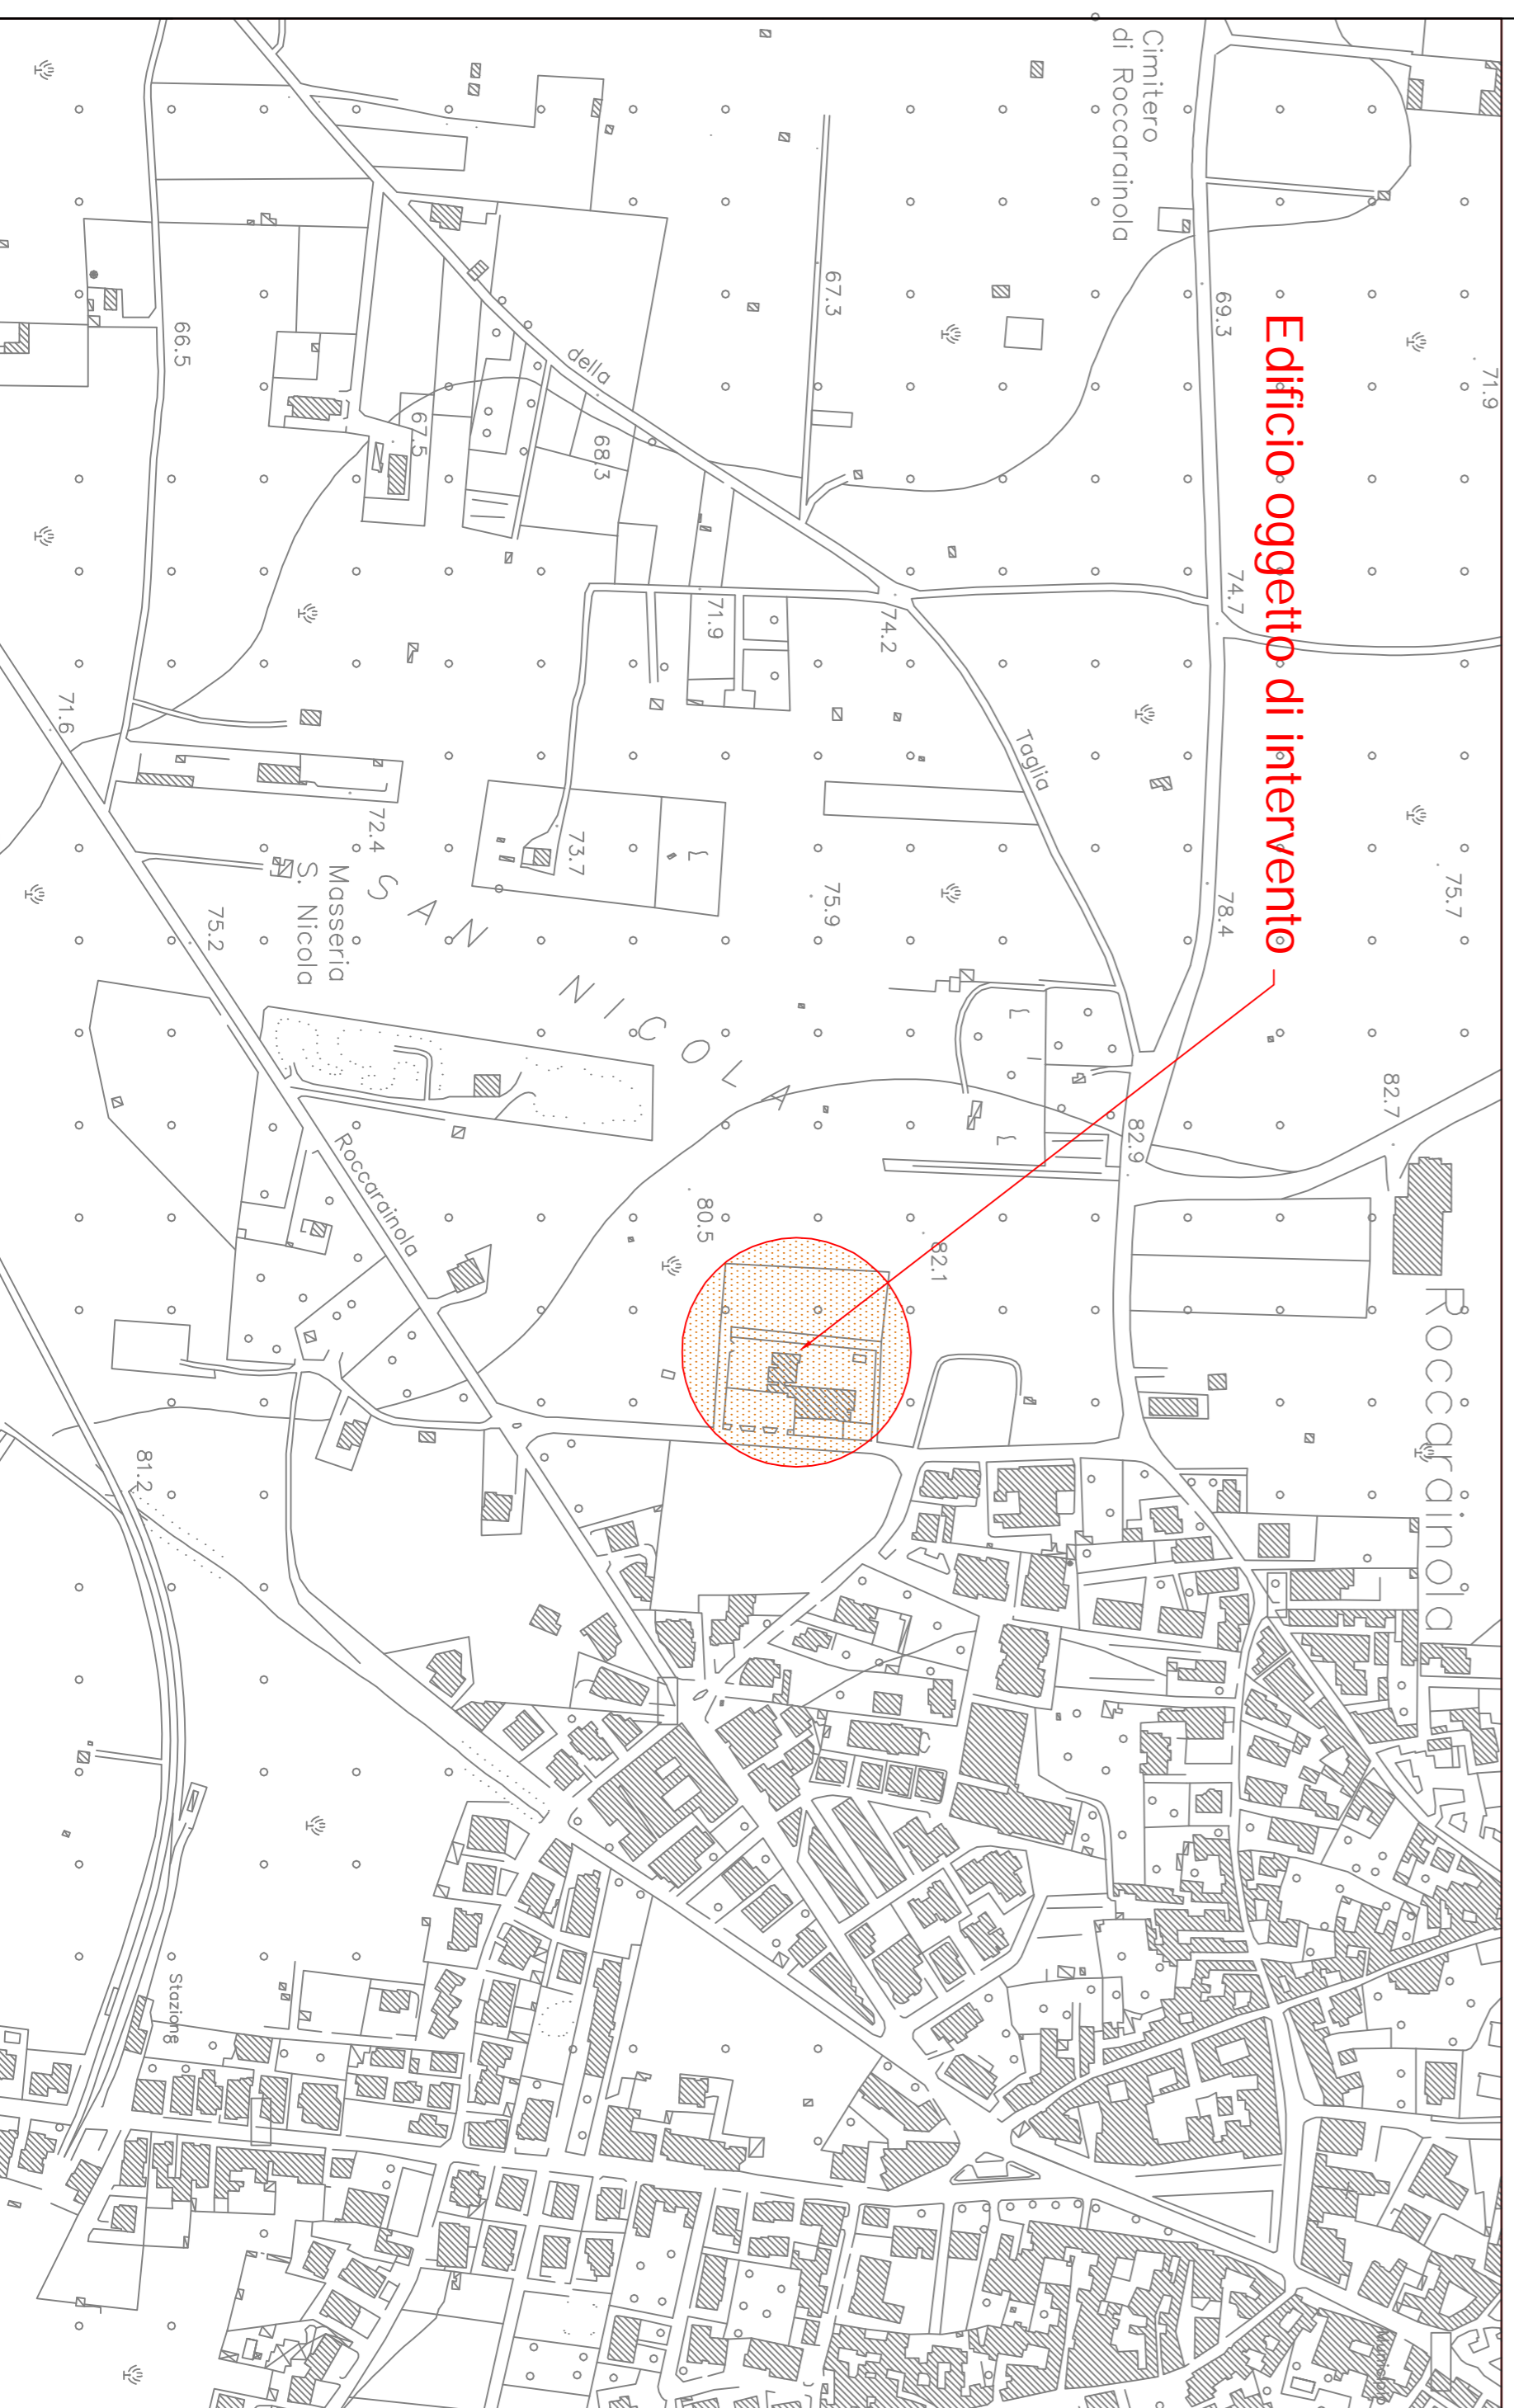 Cimitero
di Roccarainola
Edificio oggetto di intervento
71.9
69.3
67.3
della
66.5
67.5
68.3
74.7
74.2
71.9
71.6
Taglia
75.7
78.4
75.9
73.7
72.4
SAN NICOLA
Masseria
S. Nicola
75.2
82.7
82.9
Roccarainola
80.5
82.1
Roccarainola
81.2
Stazione